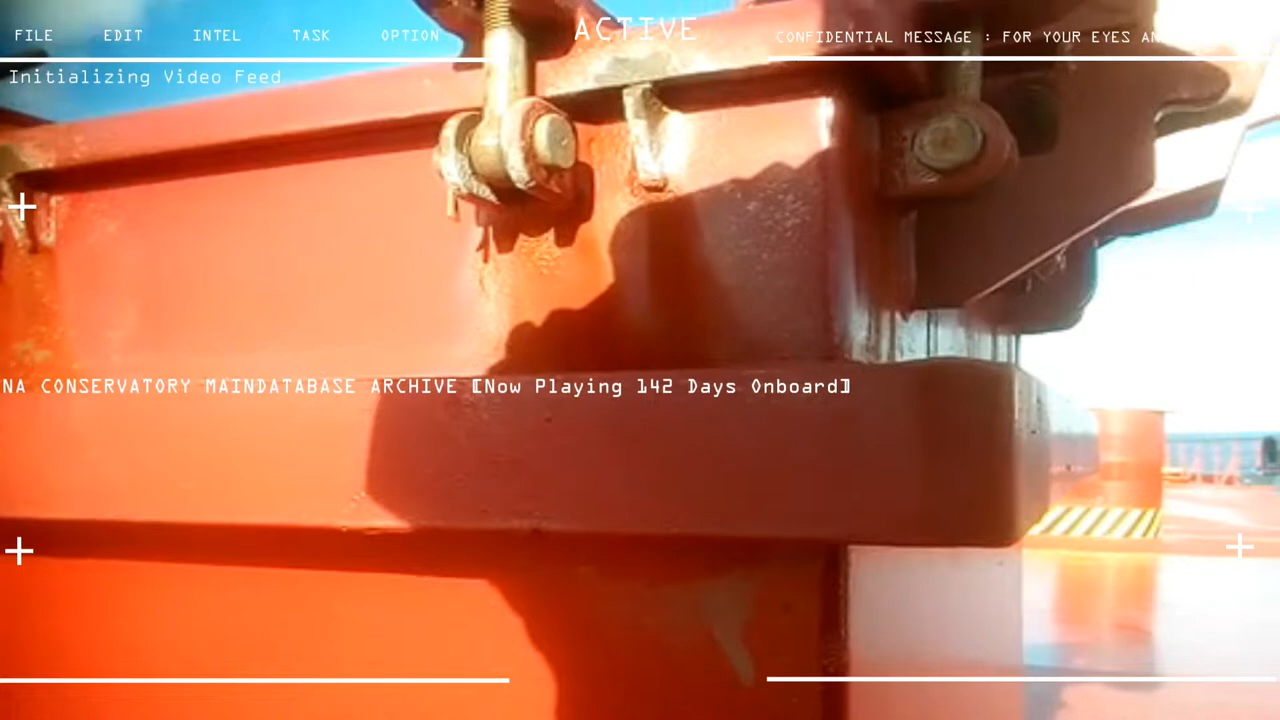 FILE EDIT INTEL TASK OPTION
ACTIVE
CONFIDENTIAL MESSAGE : FOR YOUR EYES AN
Initializing Video Feed
NA CONSERVATORY MAINDATABASE ARCHIVE [Now Playing 142 Days Onboard]